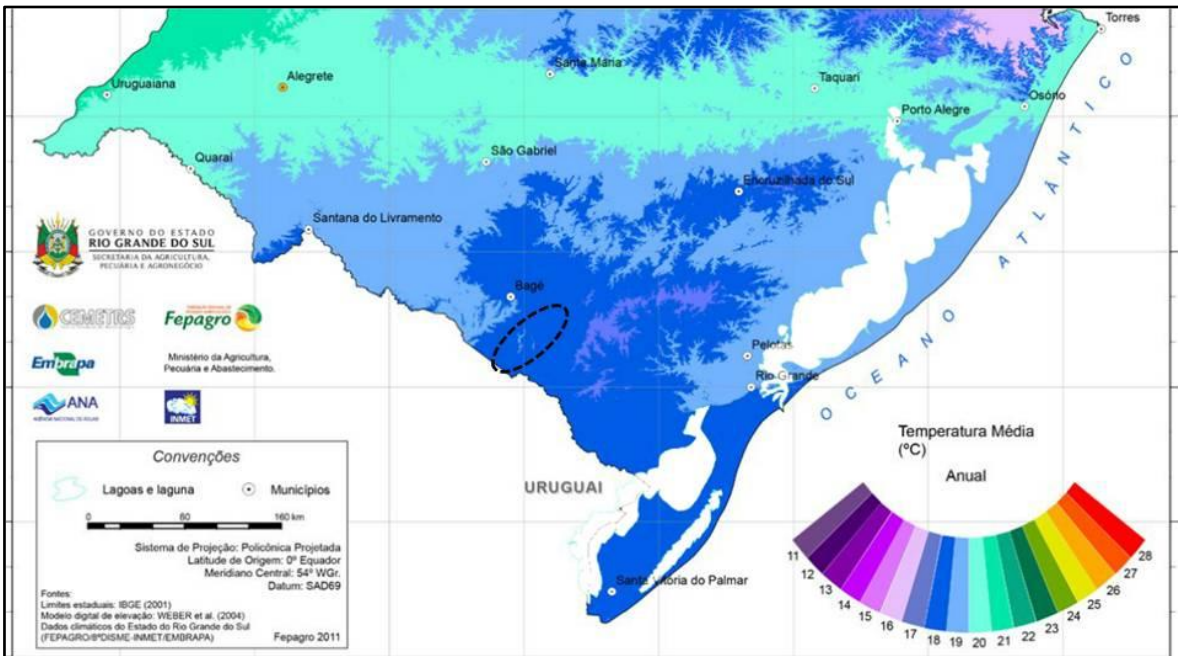 Torres
Santa Maria
Alegrete
Taquari
Uruguaiana
Osório
Porto Alegre
São Gabriel
Quaraí
Encruzilhada do Sul
Santana do Livramento
GOVERNO DO ESTADO
RIO GRANDE DO SUL
SECRETARIA DA AGRICULTURA,
PECUÁRIA E AGRONEGÓCIO
OCEANO ATLÂNTICO
Bagé
CEMETRS
Fepagro
Embrapa
Ministério da Agricultura,
Pecuária e Abastecimento.
Pelotas
Rio Grande
ANA
AGÊNCIA NACIONAL DE ÁGUAS
INMET
Temperatura Média
(ºC)
Anual
Convenções
Lagoas e laguna
Municípios
URUGUAI
0 60 160 km
Sistema de Projeção: Policônica Projetada
Latitude de Origem: 0º Equador
Meridiano Central: 54º WGr.
Datum: SAD69
Fontes:
Limites estaduais: IBGE (2001)
Modelo digital de elevação: WEBER et al. (2004)
Dados climáticos do Estado do Rio Grande do Sul
(FEPAGRO/8ºDISME-INMET/EMBRAPA)
Fepagro 2011
Santa Vitória do Palmar
11 12 13 14 15 16 17 18 19 20 21 22 23 24 25 26 27 28